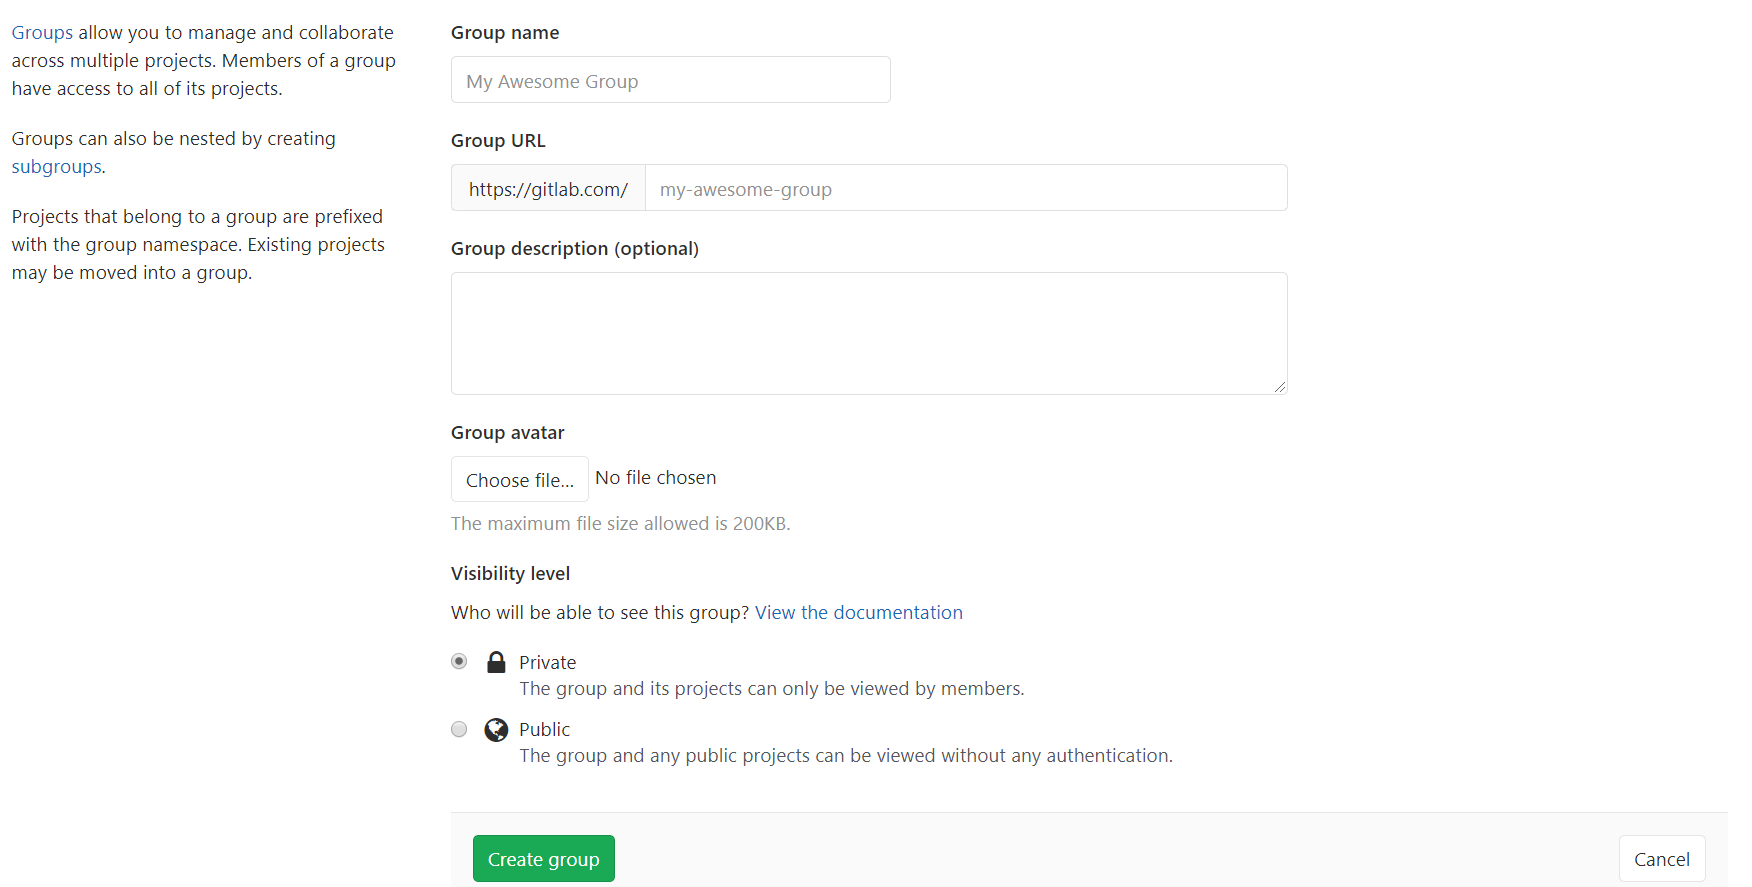 Groups allow you to manage and collaborate
across multiple projects. Members of a group
have access to all of its projects.
Groups can also be nested by creating
subgroups.
Projects that belong to a group are prefixed
with the group namespace. Existing projects
may be moved into a group.
Group name
My Awesome Group
Group URL
https://gitlab.com/ my-awesome-group
Group description (optional)
Group avatar
Choose file... No file chosen
The maximum file size allowed is 200KB.
Visibility level
Who will be able to see this group? View the documentation
Private
The group and its projects can only be viewed by members.
Public
The group and any public projects can be viewed without any authentication.
Create group
Cancel